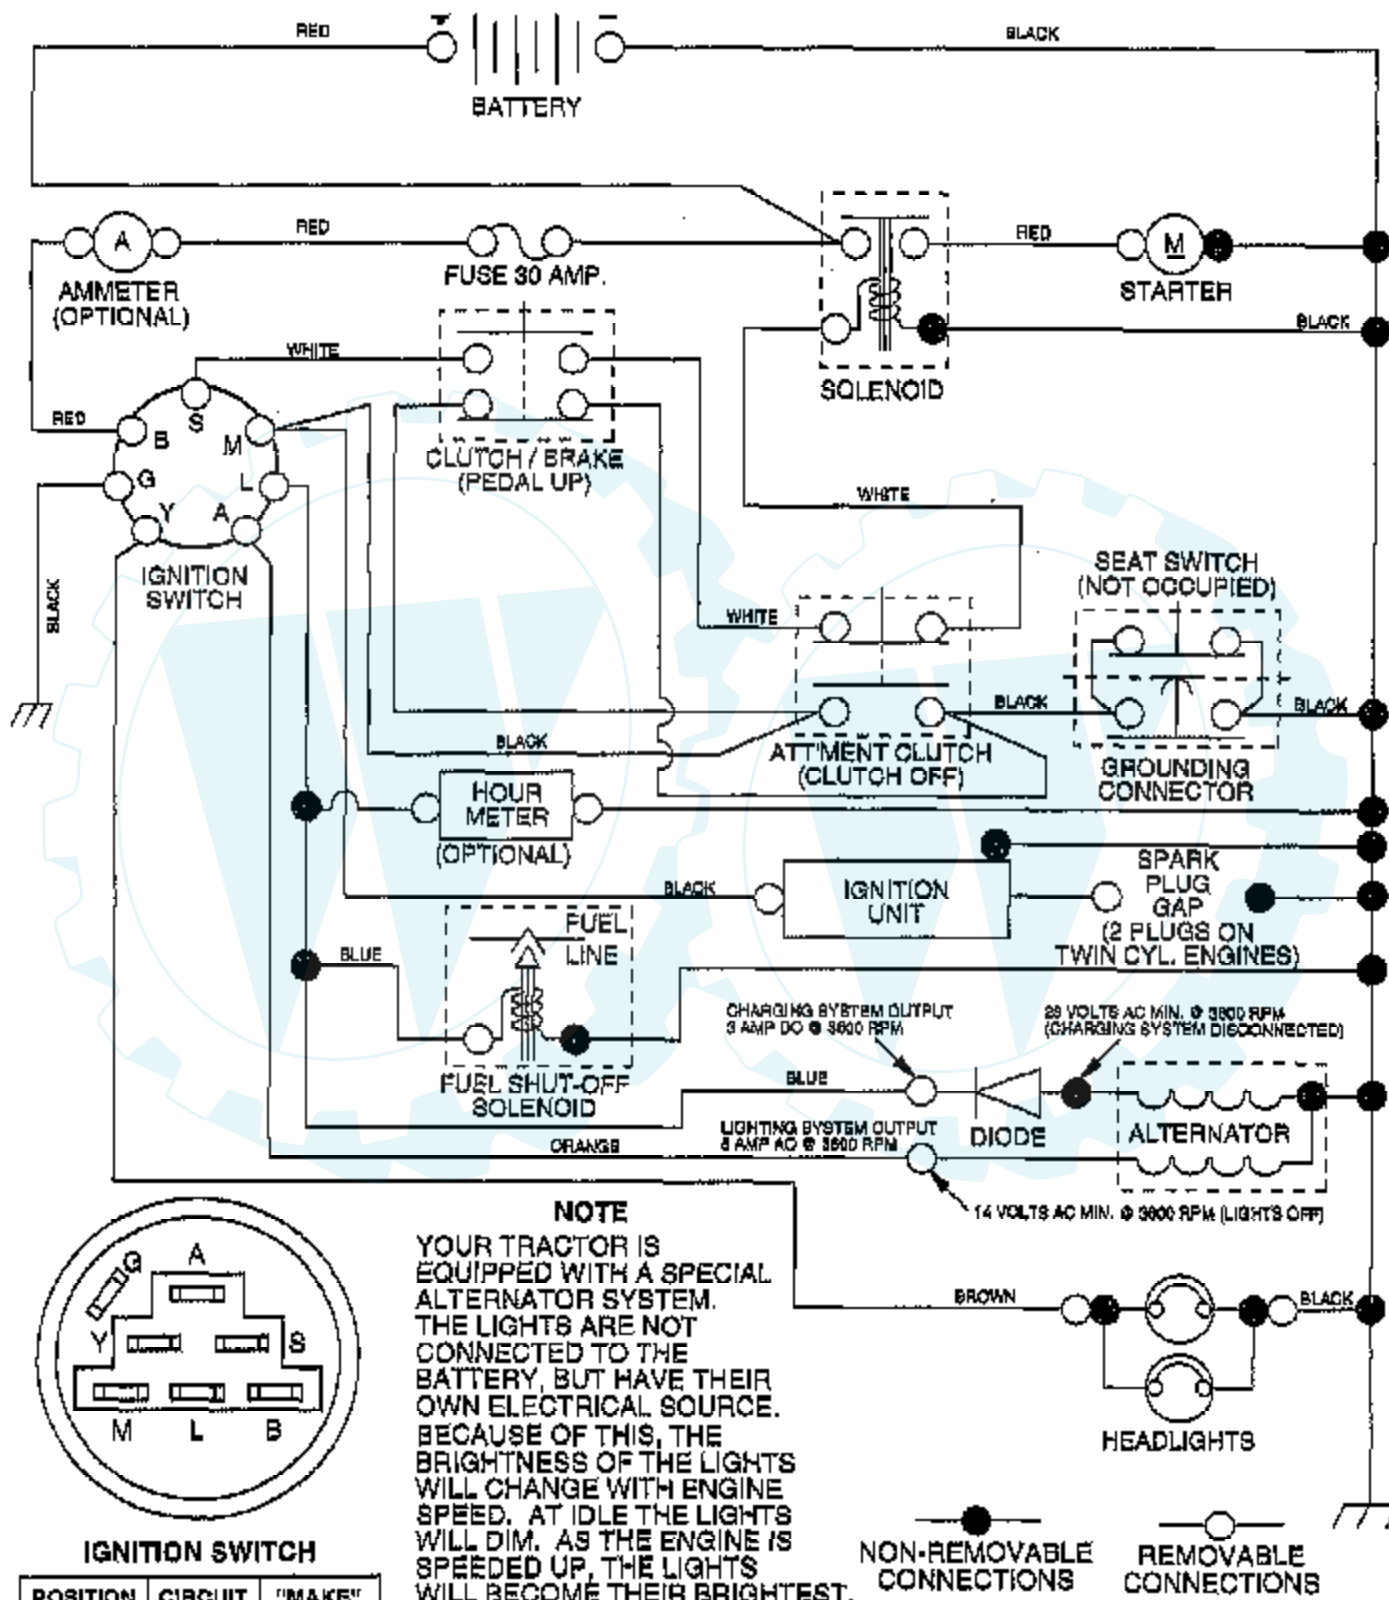 RED
BLACK
BATTERY
A
RED
FUSE 30 AMP.
RED
M
STARTER
AMMETER
(OPTIONAL)
BLACK
WHITE
SOLENOID
RED
B
S
M
G
L
Y
A
CLUTCH / BRAKE
(PEDAL UP)
WHITE
IGNITION
SWITCH
BLACK
SEAT SWITCH
(NOT OCCUPIED)
WHITE
BLACK
BLACK
BLACK
ATT'MENT CLUTCH
(CLUTCH OFF)
GROUNDING
CONNECTOR
HOUR
METER
(OPTIONAL)
BLACK
IGNITION
UNIT
SPARK
PLUG
GAP
(2 PLUGS ON
TWIN CYL. ENGINES)
BLUE
FUEL
LINE
CHARGING SYSTEM OUTPUT
3 AMP DC @ 3600 RPM
28 VOLTS AC MIN. @ 3600 RPM
(CHARGING SYSTEM DISCONNECTED)
FUEL SHUT-OFF
SOLENOID
BLUE
DIODE
ALTERNATOR
LIGHTING SYSTEM OUTPUT
5 AMP AC @ 3600 RPM
ORANGE
14 VOLTS AC MIN. @ 3600 RPM (LIGHTS OFF)
G
A
Y
S
M
L
B
IGNITION SWITCH
POSITION CIRCUIT "MAKE"
NOTE
YOUR TRACTOR IS
EQUIPPED WITH A SPECIAL
ALTERNATOR SYSTEM.
THE LIGHTS ARE NOT
CONNECTED TO THE
BATTERY, BUT HAVE THEIR
OWN ELECTRICAL SOURCE.
BECAUSE OF THIS, THE
BRIGHTNESS OF THE LIGHTS
WILL CHANGE WITH ENGINE
SPEED. AT IDLE THE LIGHTS
WILL DIM. AS THE ENGINE IS
SPEEDED UP, THE LIGHTS
WILL BECOME THEIR BRIGHTEST.
BROWN
BLACK
HEADLIGHTS
NON-REMOVABLE
CONNECTIONS
REMOVABLE
CONNECTIONS